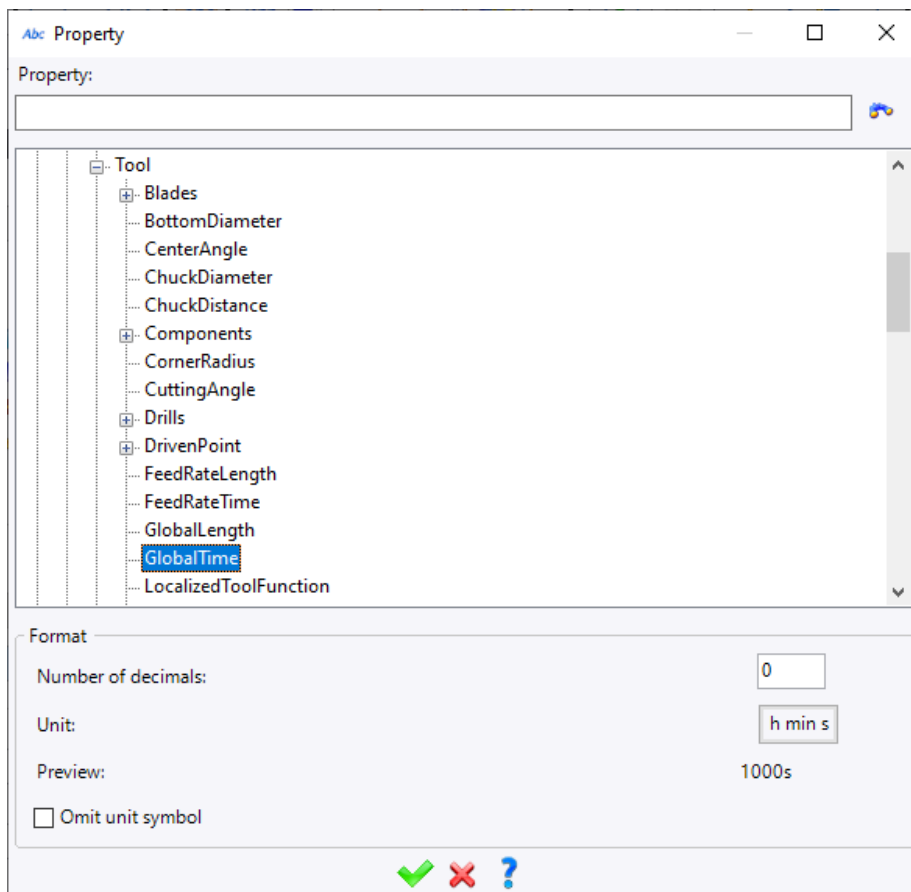 Abc Property
Property:
Tool
Blades
BottomDiameter
CenterAngle
ChuckDiameter
ChuckDistance
Components
CornerRadius
CuttingAngle
Drills
DrivenPoint
FeedRateLength
FeedRateTime
GlobalLength
GlobalTime
LocalizedToolFunction
Format
Number of decimals: 0
Unit: h min s
Preview: 1000s
Omit unit symbol